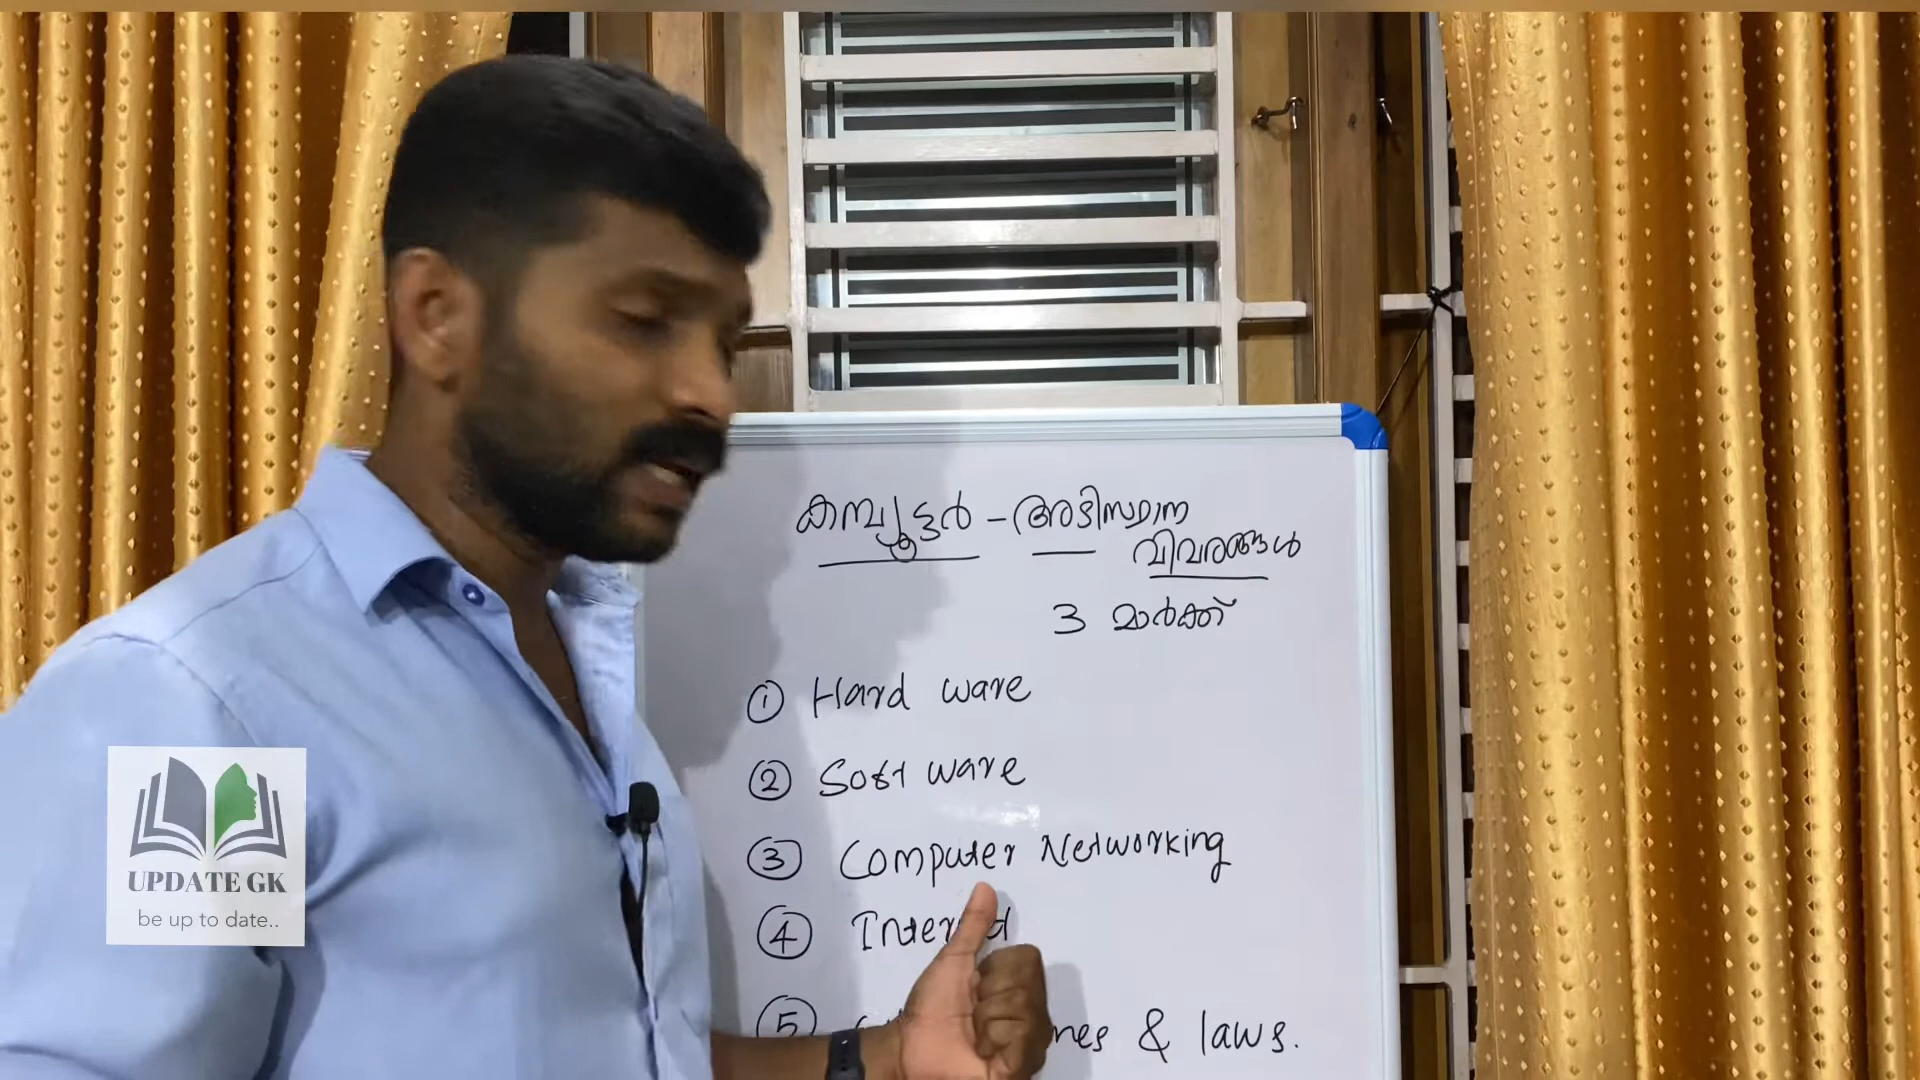 കമ്പ്യൂട്ടർ - അടിസ്ഥാന
വിവരങ്ങൾ
3 മാർക്ക്
① Hard ware
② Soft ware
③ Computer Networking
④
⑤ & laws.
UPDATE GK
be up to date..